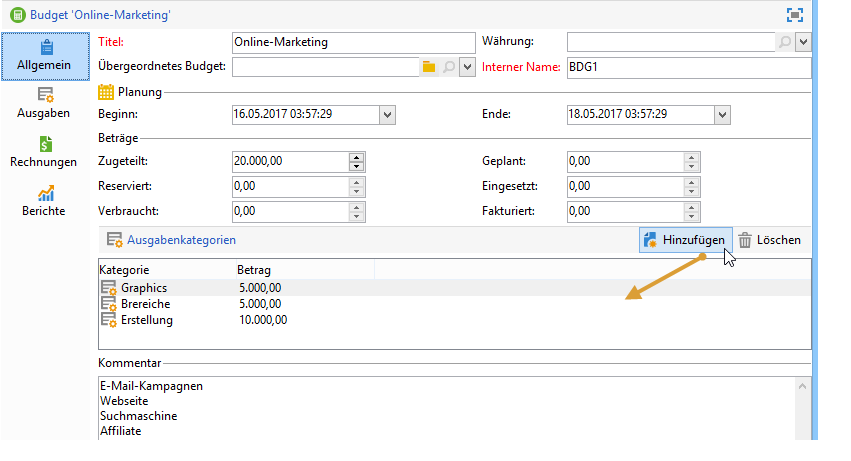 Budget 'Online-Marketing'
Allgemein
Ausgaben
Rechnungen
Berichte
Titel: Online-Marketing Währung:
Übergeordnetes Budget: Interner Name: BDG1
Planung
Beginn: 16.05.2017 03:57:29 Ende: 18.05.2017 03:57:29
Beträge
Zugeteilt: 20.000,00 Geplant: 0,00
Reserviert: 0,00 Eingesetzt: 0,00
Verbraucht: 0,00 Fakturiert: 0,00
Ausgabenkategorien Hinzufügen Löschen
Kategorie Betrag
Graphics 5.000,00
Brereiche 5.000,00
Erstellung 10.000,00
Kommentar
E-Mail-Kampagnen
Webseite
Suchmaschine
Affiliate